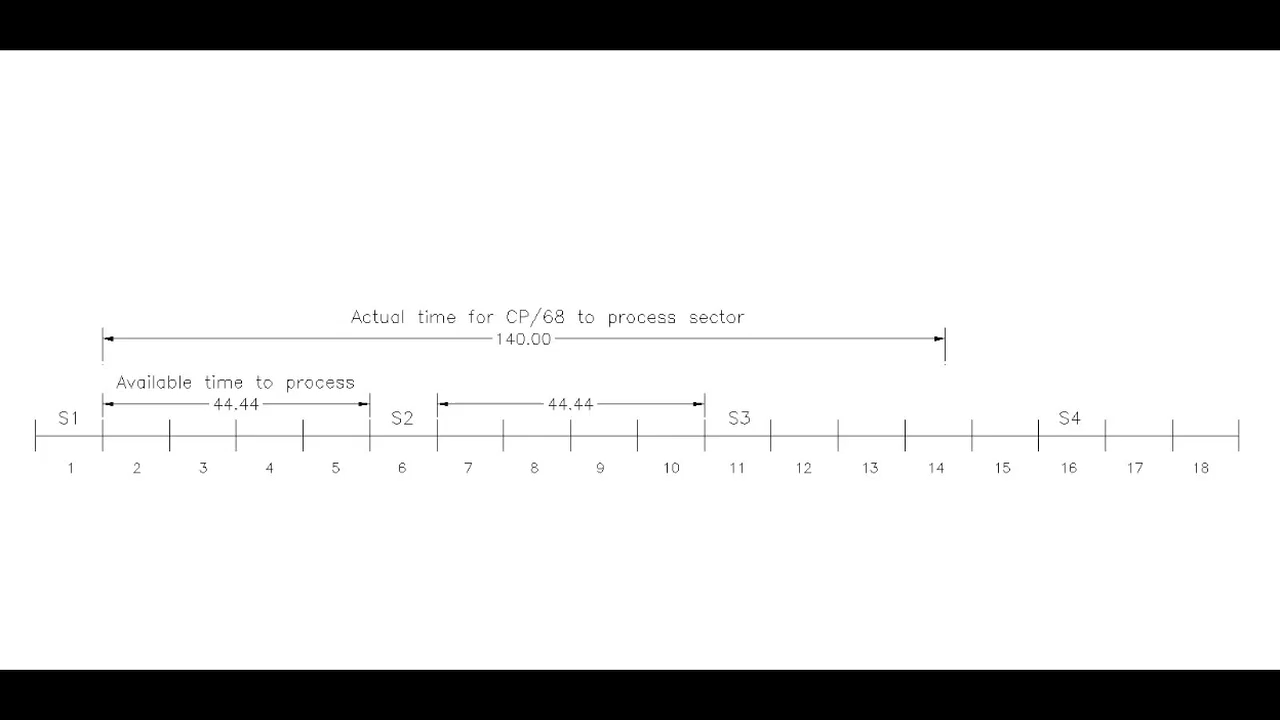 Actual time for CP/68 to process sector
140.00
Available time to process
44.44 44.44
S1 S2 S3 S4
1 2 3 4 5 6 7 8 9 10 11 12 13 14 15 16 17 18